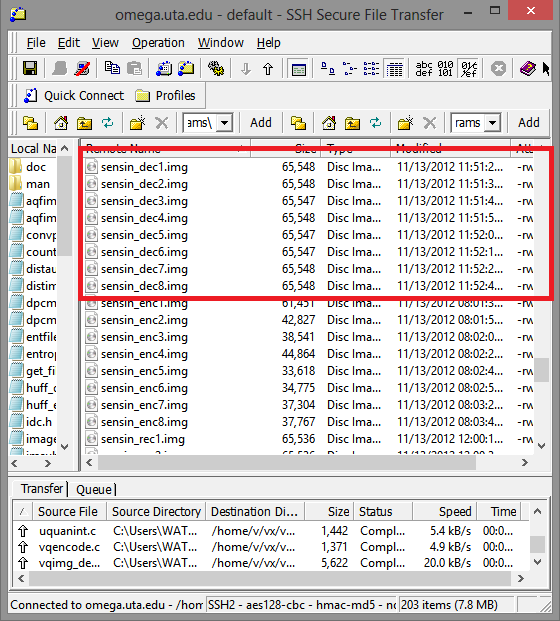 omega.uta.edu - default - SSH Secure File Transfer
File Edit View Operation Window Help
Quick Connect Profiles
ams\ Add rams Add
Local Na... Remote Name Size Type Modified Att
doc sensin_dec1.img 65,548 Disc Ima... 11/13/2012 11:51:2... -rw
man sensin_dec2.img 65,548 Disc Ima... 11/13/2012 11:51:3... -rw
aqfim sensin_dec3.img 65,547 Disc Ima... 11/13/2012 11:51:4... -rw
aqfim sensin_dec4.img 65,548 Disc Ima... 11/13/2012 11:51:5... -rw
convp sensin_dec5.img 65,547 Disc Ima... 11/13/2012 11:52:0... -rw
count sensin_dec6.img 65,547 Disc Ima... 11/13/2012 11:52:1... -rw
distau sensin_dec7.img 65,548 Disc Ima... 11/13/2012 11:52:2... -rw
distim sensin_dec8.img 65,548 Disc Ima... 11/13/2012 11:52:4... -rw
dpcm sensin_enc1.img 61,451 Disc Ima... 11/13/2012 08:01:3... -rw
dpcm sensin_enc2.img 42,827 Disc Ima... 11/13/2012 08:01:5... -rw
entfile sensin_enc3.img 38,541 Disc Ima... 11/13/2012 08:02:0... -rw
entrop sensin_enc4.img 44,864 Disc Ima... 11/13/2012 08:02:2... -rw
get_fi sensin_enc5.img 33,618 Disc Ima... 11/13/2012 08:02:4... -rw
huff_d sensin_enc6.img 34,775 Disc Ima... 11/13/2012 08:02:5... -rw
huff_e sensin_enc7.img 37,304 Disc Ima... 11/13/2012 08:03:2... -rw
idc.h sensin_enc8.img 37,767 Disc Ima... 11/13/2012 08:03:4... -rw
image sensin_rec1.img 65,536 Disc Ima... 11/13/2012 12:00:1... -rw
Transfer Queue
/ Source File Source Directory Destination Di... Size Status Speed Time
uquanint.c C:\Users\WAT... /home/v/vx/v... 1,442 Compl... 5.4 kB/s 00:0...
vqencode.c C:\Users\WAT... /home/v/vx/v... 1,371 Compl... 4.9 kB/s 00:0...
vqimg_de... C:\Users\WAT... /home/v/vx/v... 5,622 Compl... 20.0 kB/s 00:0...
Connected to omega.uta.edu - /hom SSH2 - aes128-cbc - hmac-md5 - no 203 items (7.8 MB)